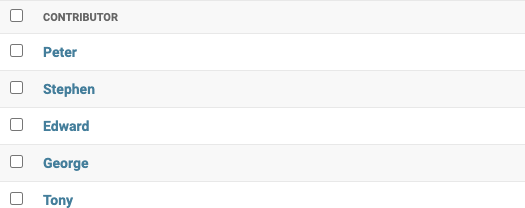 CONTRIBUTOR
Peter
Stephen
Edward
George
Tony